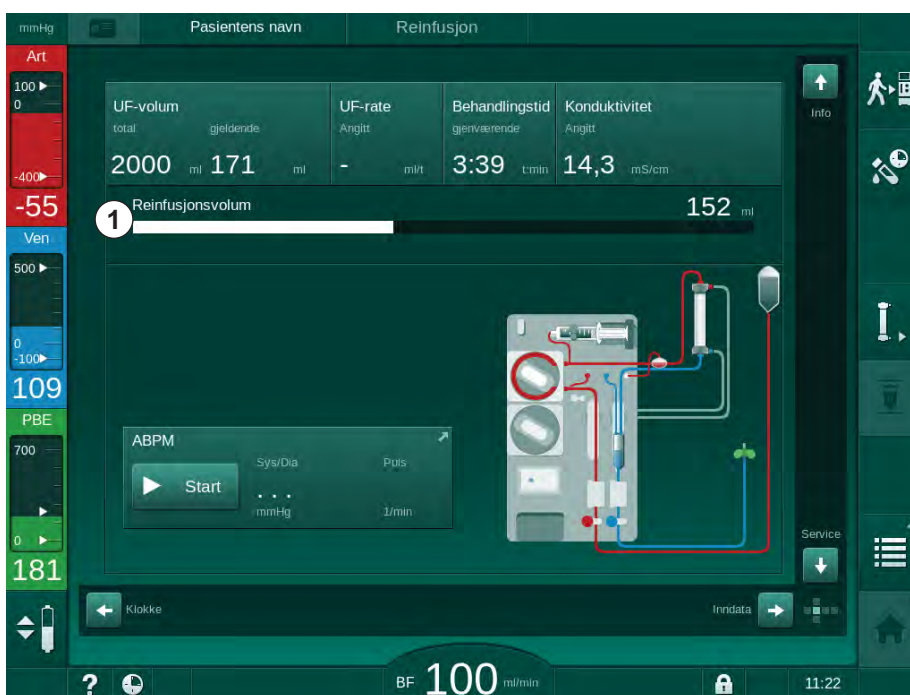 mmHg
Pasientens navn
Reinfusjon
Art
100
0
-400
-55
Ven
500
0
-100
109
PBE
700
0
181
UF-volum
total
gjeldende
2000 ml 171 ml
UF-rate
Angitt
- ml/t
Behandlingstid
gjenværende
3:39 t:min
Konduktivitet
Angitt
14,3 mS/cm
1
Reinfusjonsvolum
152 ml
ABPM
Sys/Dia
Puls
Start
. . .
mmHg
1/min
Info
Service
Klokke
Inndata
?
BF 100 ml/min
11:22